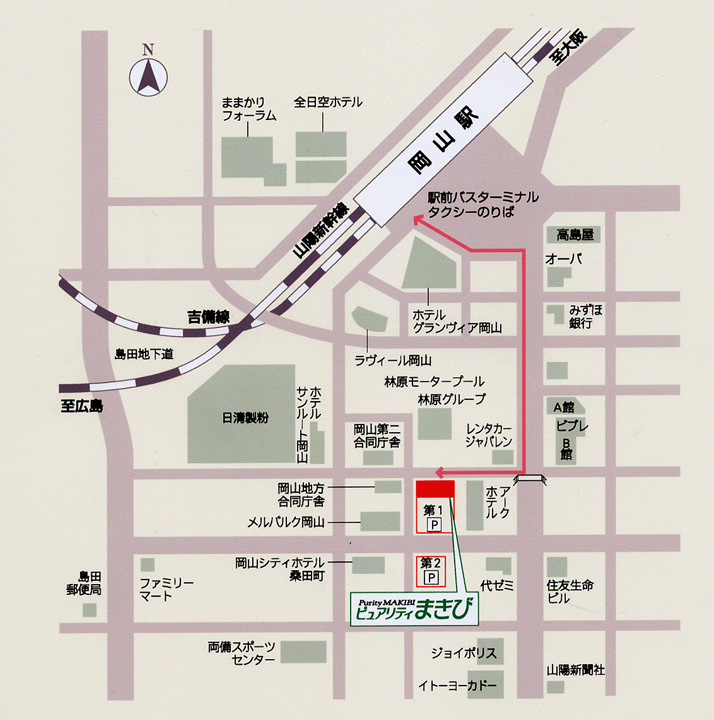 至大阪
N
ままかり
フォーラム
全日空ホテル
岡山駅
駅前バスターミナル
タクシーのりば
山陽新幹線
高島屋
オーパ
吉備線
ホテル
グランヴィア岡山
みずほ
銀行
島田地下道
ラヴィール岡山
至広島
林原モータープール
林原グループ
日清製粉
ホテル
サンルート岡山
A館
ビブレ
B
館
岡山第二
合同庁舎
レンタカー
ジャパレン
岡山地方
合同庁舎
メルパルク岡山
第1
P
アーク
ホテル
岡山シティホテル
桑田町
第2
P
島田
郵便局
ファミリー
マート
代ゼミ
住友生命
ビル
Purity MAKIBI
ピュアリティまきび
両備スポーツ
センター
ジョイポリス
イトーヨーカドー
山陽新聞社